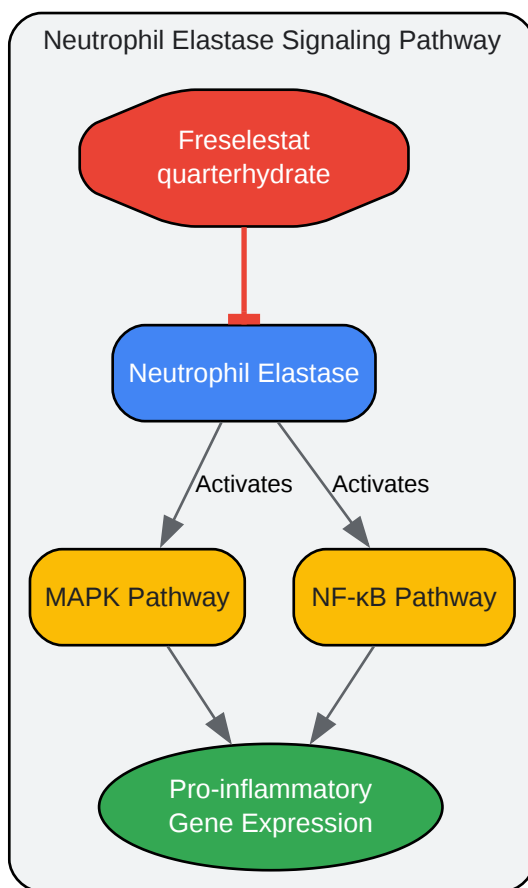 Neutrophil Elastase Signaling Pathway
Freselestat
quarterhydrate
Neutrophil Elastase
Activates
Activates
MAPK Pathway
NF-κB Pathway
Pro-inflammatory
Gene Expression